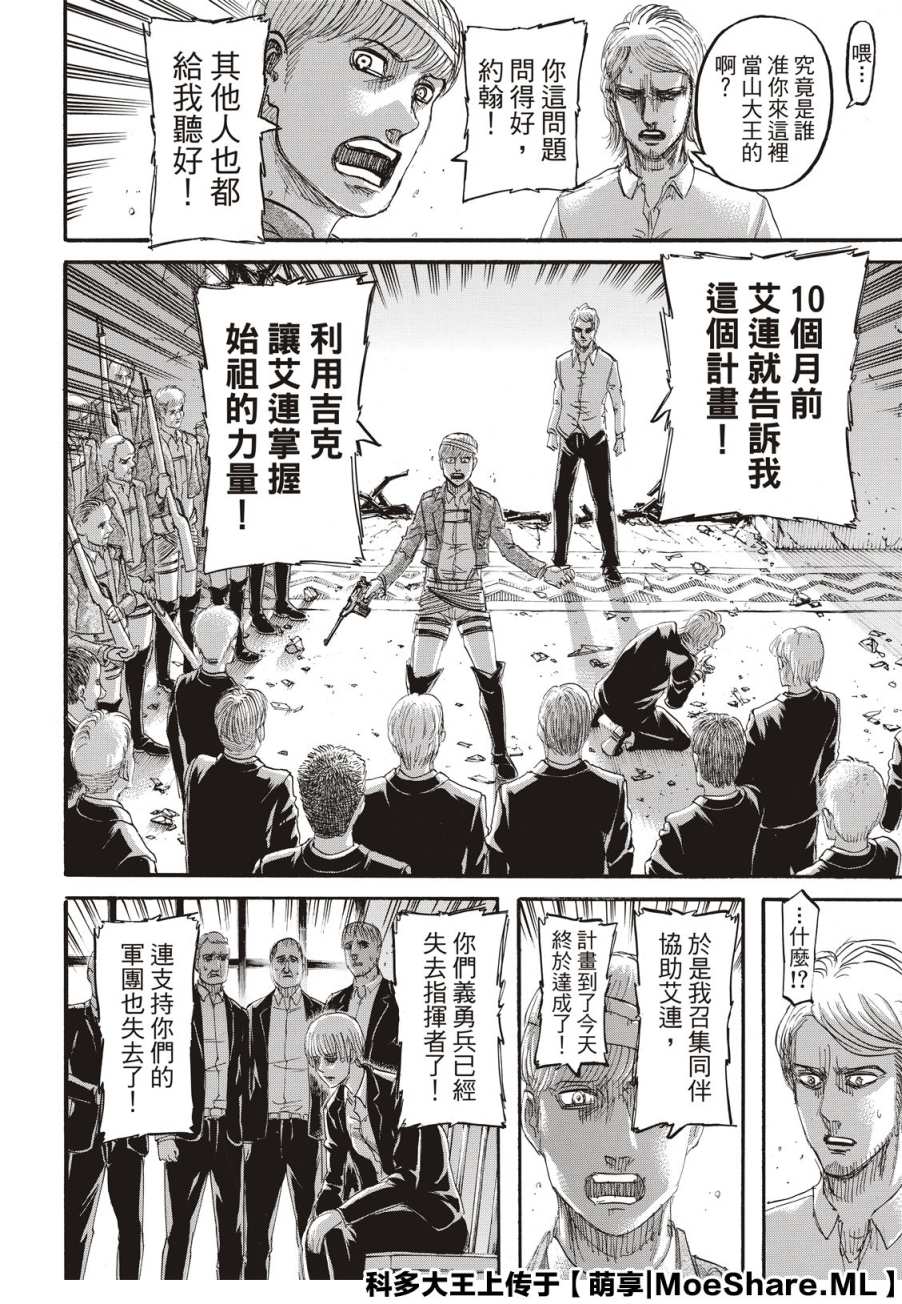 喂…
究竟是誰
准你來這裡
當山大王的
啊？
你這問題
問得好，
約翰！
其他人也都
給我聽好！
10個月前
艾連就告訴我
這個計畫！
利用吉克
讓艾連掌握
始祖的力量！
…什麼!?
於是我召集同伴
協助艾連，
計畫到了今天
終於達成了！
你們義勇兵已經
失去指揮者了！
連支持你們的
軍團也失去了！
科多大王上传于【萌享|MoeShare.ML】